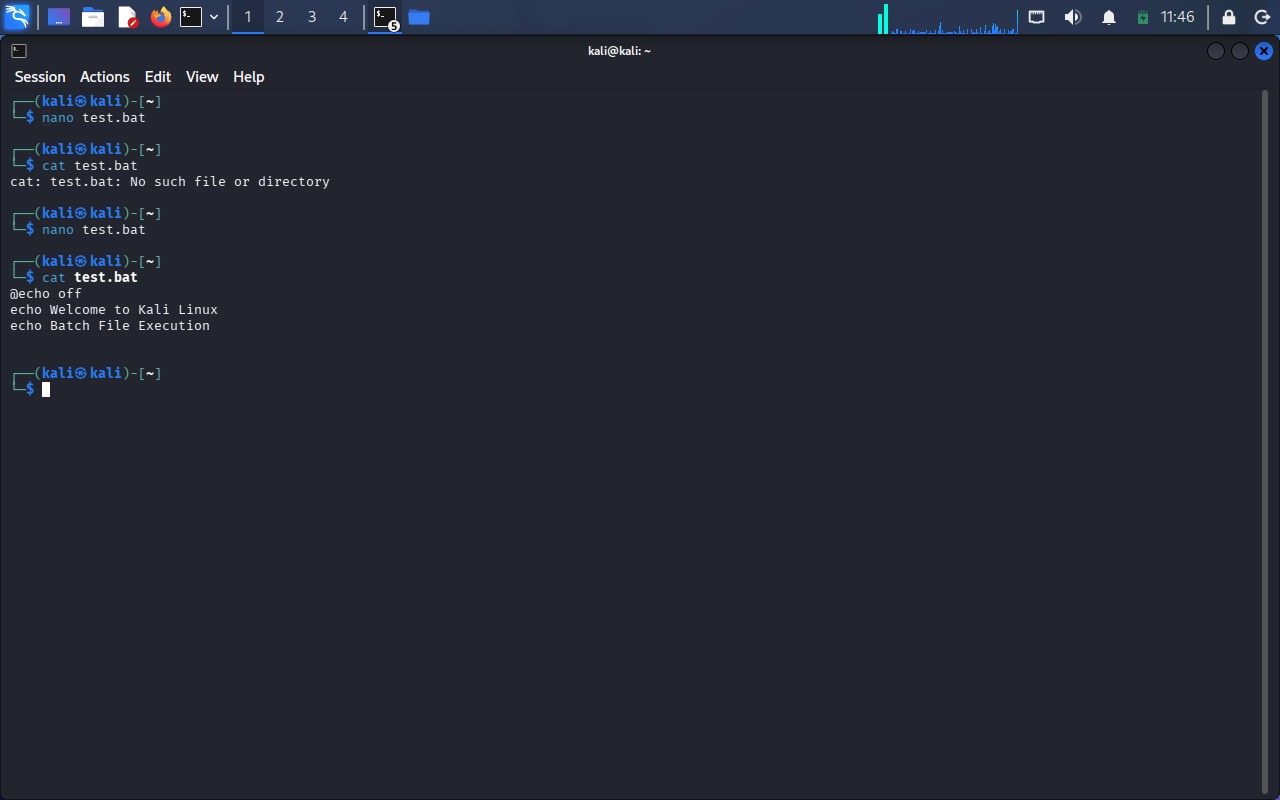 1 2 3 4 5 11:46
kali@kali: ~
Session Actions Edit View Help
┌──(kali㉿kali)-[~]
└─$ nano test.bat
┌──(kali㉿kali)-[~]
└─$ cat test.bat
cat: test.bat: No such file or directory
┌──(kali㉿kali)-[~]
└─$ nano test.bat
┌──(kali㉿kali)-[~]
└─$ cat test.bat
@echo off
echo Welcome to Kali Linux
echo Batch File Execution
┌──(kali㉿kali)-[~]
└─$